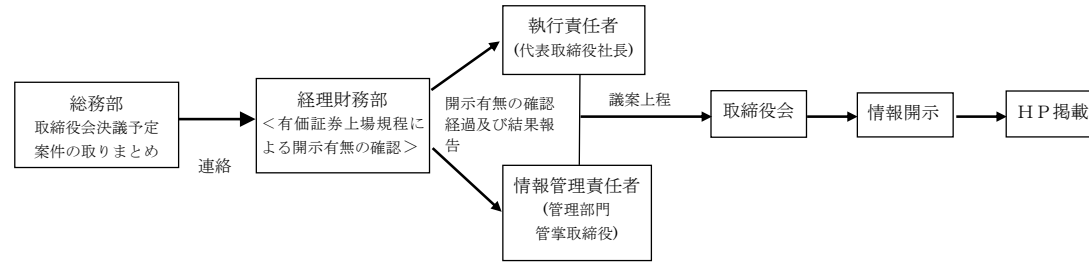 総務部
取締役会決議予定
案件の取りまとめ
連絡
経理財務部
<有価証券上場規程に
よる開示有無の確認>
開示有無の確認
経過及び結果報
告
執行責任者
(代表取締役社長)
情報管理責任者
(管理部門
管掌取締役)
議案上程
取締役会
情報開示
HP掲載